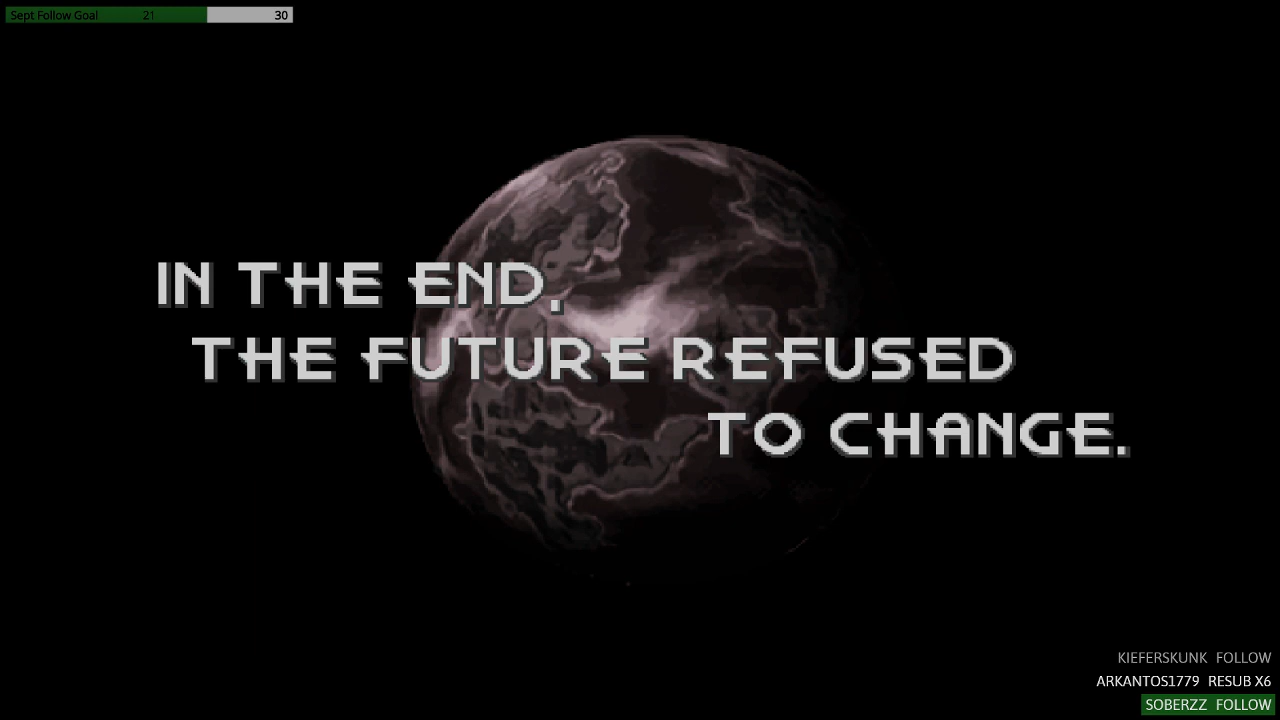 Sept Follow Goal 21 30
IN THE END,
THE FUTURE REFUSED
TO CHANGE.
KIEFERSKUNK FOLLOW
ARKANTOS1779 RESUB X6
SOBERZZ FOLLOW